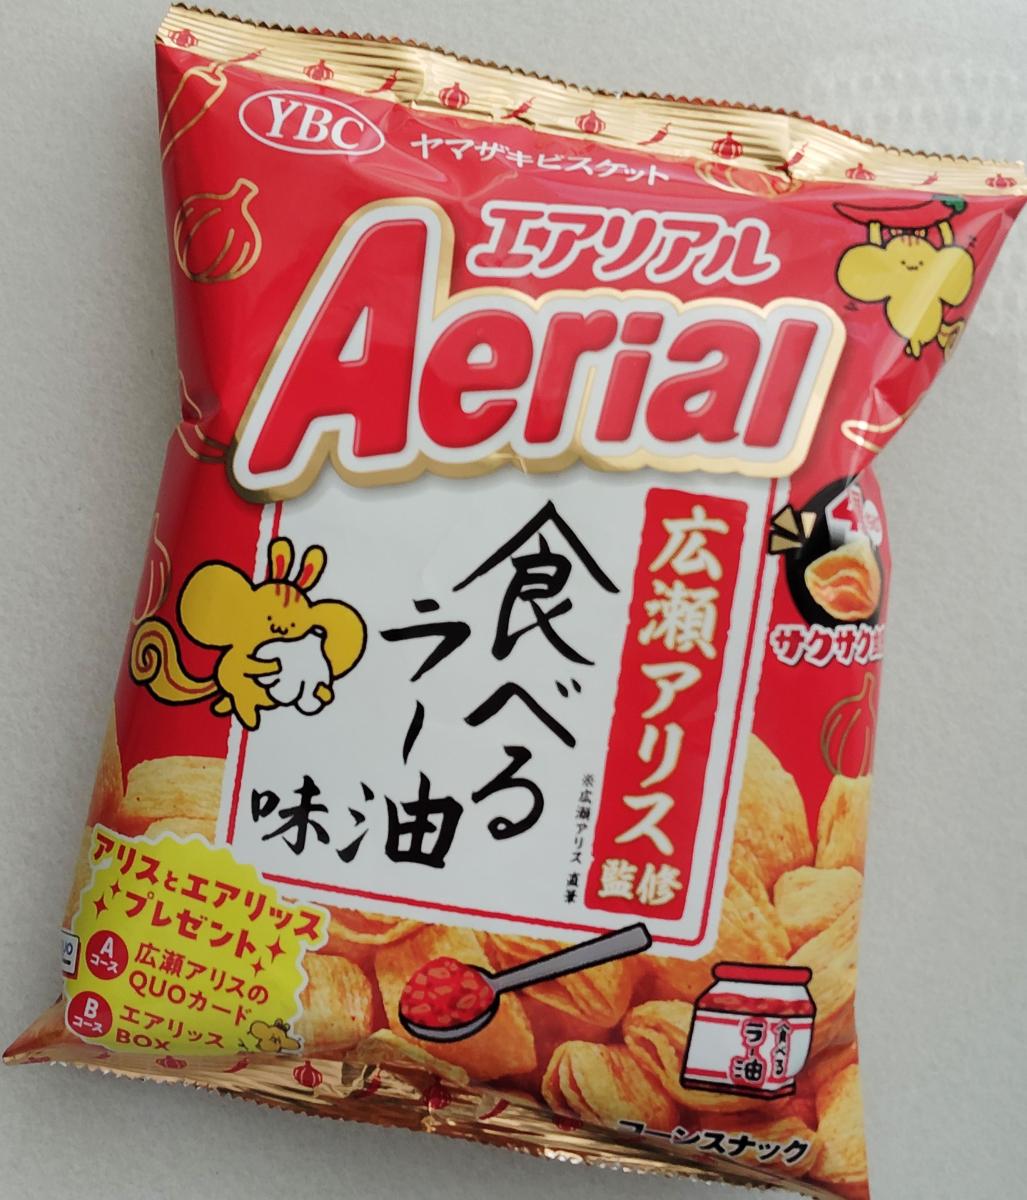 YBC
ヤマザキビスケット
エアリアル
Aerial
広瀬アリス
監修
食べる
ラー油
味
※広瀬アリス 直筆
サクサク
アリスとエアリッス
プレゼント
Aコース
広瀬アリスの
QUOカード
Bコース
エアリッス
BOX
食べる
ラー油
コーンスナック